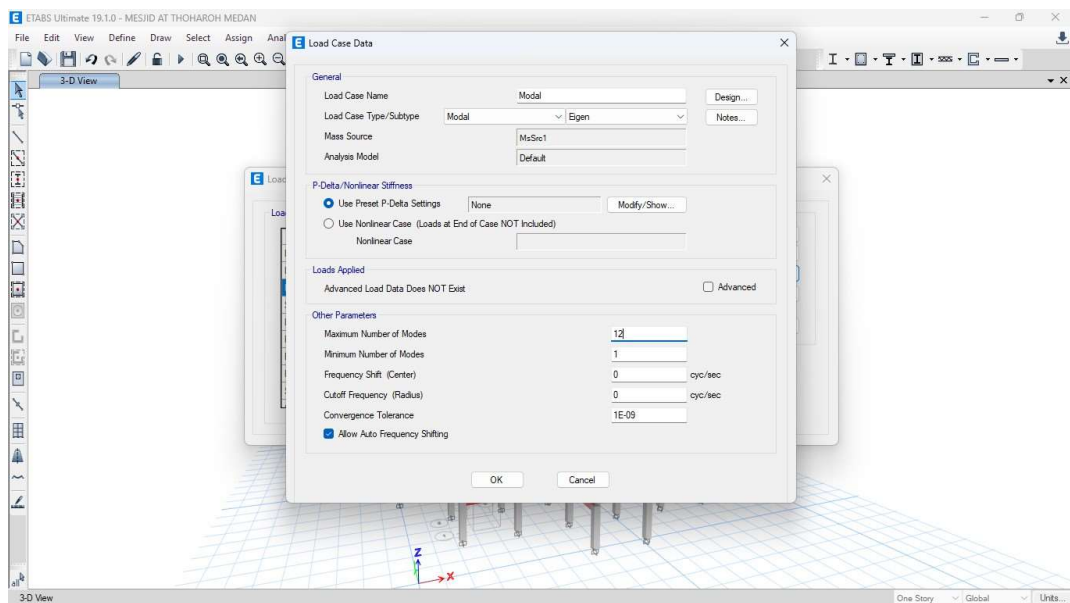 ETABS Ultimate 19.1.0 - MESJID AT THOHAROH MEDAN
File Edit View Define Draw Select Assign Anal
3-D View
Load Case Data
General
Load Case Name Modal Design...
Load Case Type/Subtype Modal Eigen Notes...
Mass Source MsSrc1
Analysis Model Default
P-Delta/Nonlinear Stiffness
Use Preset P-Delta Settings None Modify/Show...
Use Nonlinear Case (Loads at End of Case NOT Included)
Nonlinear Case
Loads Applied
Advanced Load Data Does NOT Exist Advanced
Other Parameters
Maximum Number of Modes 12
Minimum Number of Modes 1
Frequency Shift (Center) 0 cyc/sec
Cutoff Frequency (Radius) 0 cyc/sec
Convergence Tolerance 1E-09
Allow Auto Frequency Shifting
OK Cancel
Z
X
all
3-D View One Story Global Units...